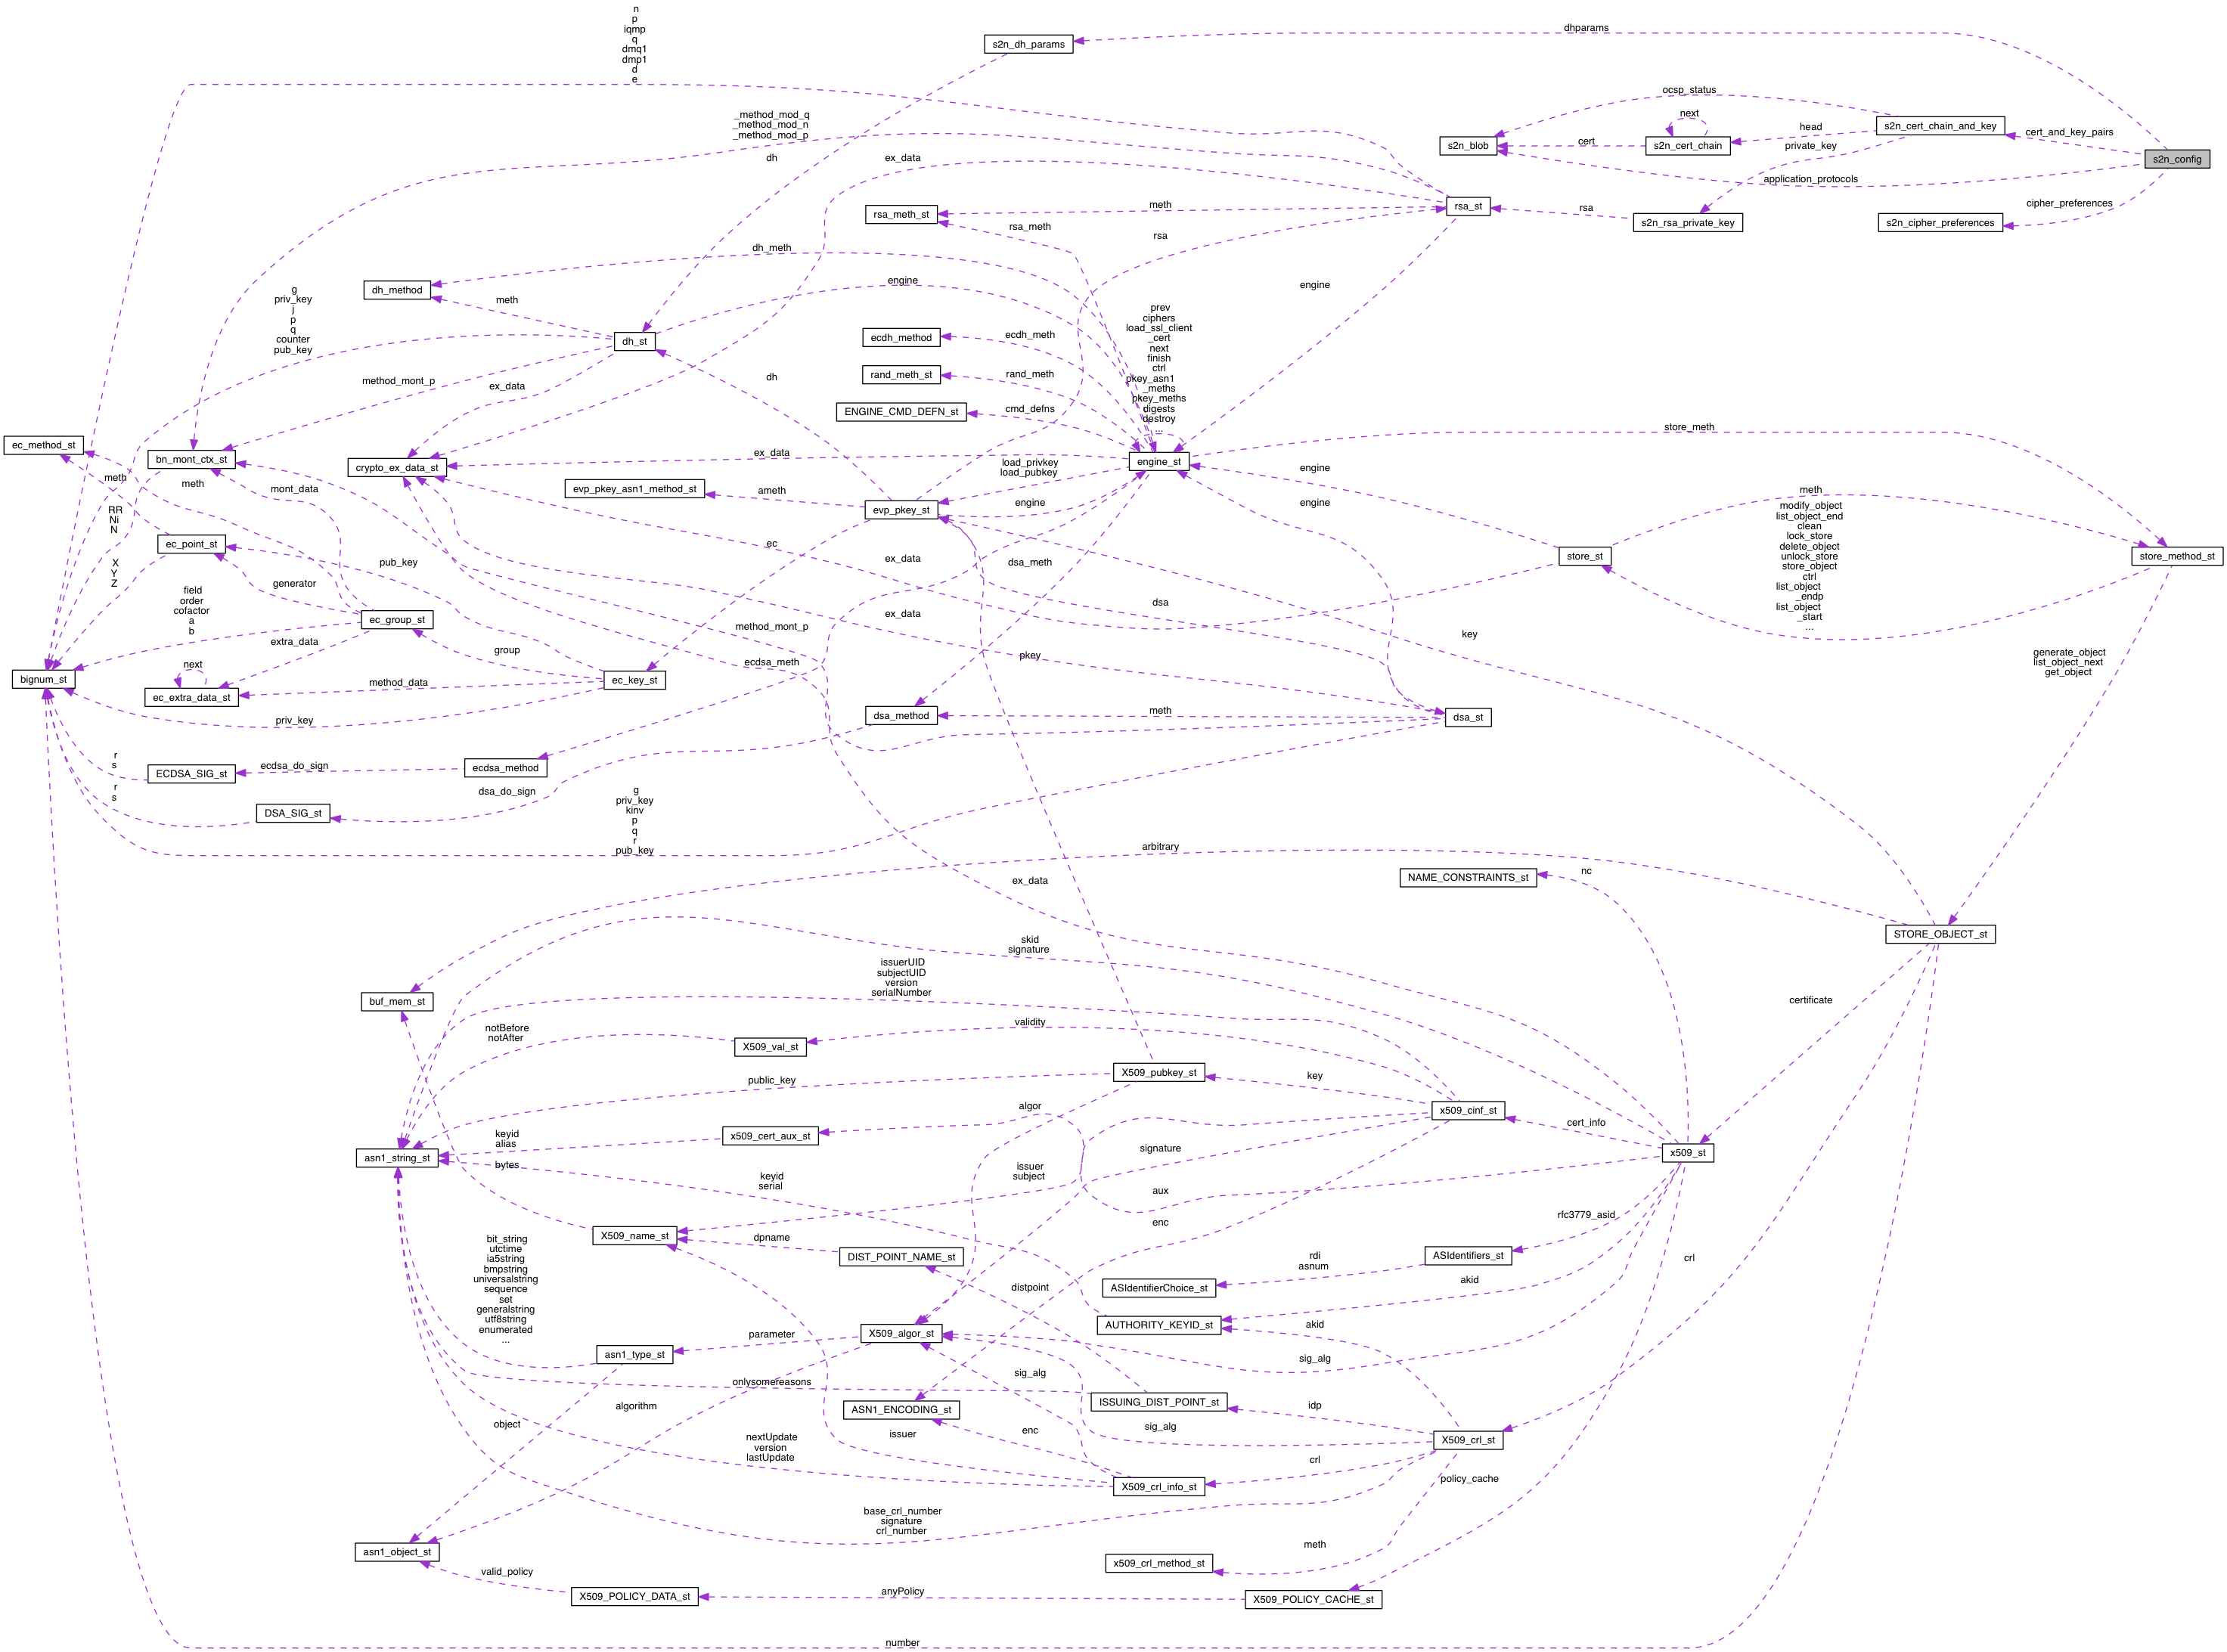 n
p
iqmp
q
dmq1
dmp1
d
e
dhparams
s2n_dh_params
ocsp_status
_method_mod_q
_method_mod_n
_method_mod_p
next
head
s2n_cert_chain_and_key
cert_and_key_pairs
s2n_blob
cert
s2n_cert_chain
private_key
s2n_config
dh
ex_data
application_protocols
rsa_meth_st
meth
rsa_st
rsa
s2n_rsa_private_key
cipher_preferences
s2n_cipher_preferences
rsa_meth
rsa
dh_meth
dh_method
meth
engine
engine
g
priv_key
j
p
q
counter
pub_key
prev
ciphers
load_ssl_client
_cert
next
finish
ctrl
pkey_asn1
_meths
pkey_meths
digests
destroy
...
dh_st
ecdh_method
ecdh_meth
rand_meth_st
rand_meth
ENGINE_CMD_DEFN_st
cmd_defns
method_mont_p
ex_data
dh
store_meth
ec_method_st
bn_mont_ctx_st
crypto_ex_data_st
ex_data
engine_st
load_privkey
load_pubkey
engine
meth
meth
mont_data
evp_pkey_asn1_method_st
ameth
evp_pkey_st
engine
engine
meth
RR
Ni
N
modify_object
list_object_end
clean
lock_store
delete_object
unlock_store
store_object
ctrl
list_object
_endp
list_object
_start
...
ec_point_st
ec
ex_data
dsa_meth
store_st
store_method_st
X
Y
Z
generator
pub_key
field
order
cofactor
a
b
ec_group_st
ex_data
dsa
method_mont_p
key
extra_data
group
next
ecdsa_meth
pkey
generate_object
list_object_next
get_object
bignum_st
ec_extra_data_st
method_data
ec_key_st
priv_key
dsa_method
meth
dsa_st
r
s
ECDSA_SIG_st
ecdsa_do_sign
ecdsa_method
r
s
DSA_SIG_st
dsa_do_sign
g
priv_key
kinv
p
q
r
pub_key
arbitrary
ex_data
NAME_CONSTRAINTS_st
nc
STORE_OBJECT_st
skid
signature
issuerUID
subjectUID
version
serialNumber
buf_mem_st
certificate
notBefore
notAfter
X509_val_st
validity
public_key
X509_pubkey_st
key
x509_cinf_st
algor
cert_info
keyid
alias
x509_cert_aux_st
asn1_string_st
bytes
keyid
serial
issuer
subject
signature
x509_st
aux
enc
rfc3779_asid
X509_name_st
dpname
DIST_POINT_NAME_st
ASIdentifiers_st
crl
bit_string
utctime
ia5string
bmpstring
universalstring
sequence
set
generalstring
utf8string
enumerated
...
rdi
asnum
distpoint
ASIdentifierChoice_st
akid
AUTHORITY_KEYID_st
akid
X509_algor_st
parameter
asn1_type_st
sig_alg
sig_alg
onlysomereasons
ISSUING_DIST_POINT_st
idp
algorithm
ASN1_ENCODING_st
object
enc
issuer
sig_alg
X509_crl_st
nextUpdate
version
lastUpdate
crl
X509_crl_info_st
policy_cache
base_crl_number
signature
crl_number
asn1_object_st
meth
x509_crl_method_st
valid_policy
X509_POLICY_DATA_st
anyPolicy
X509_POLICY_CACHE_st
number